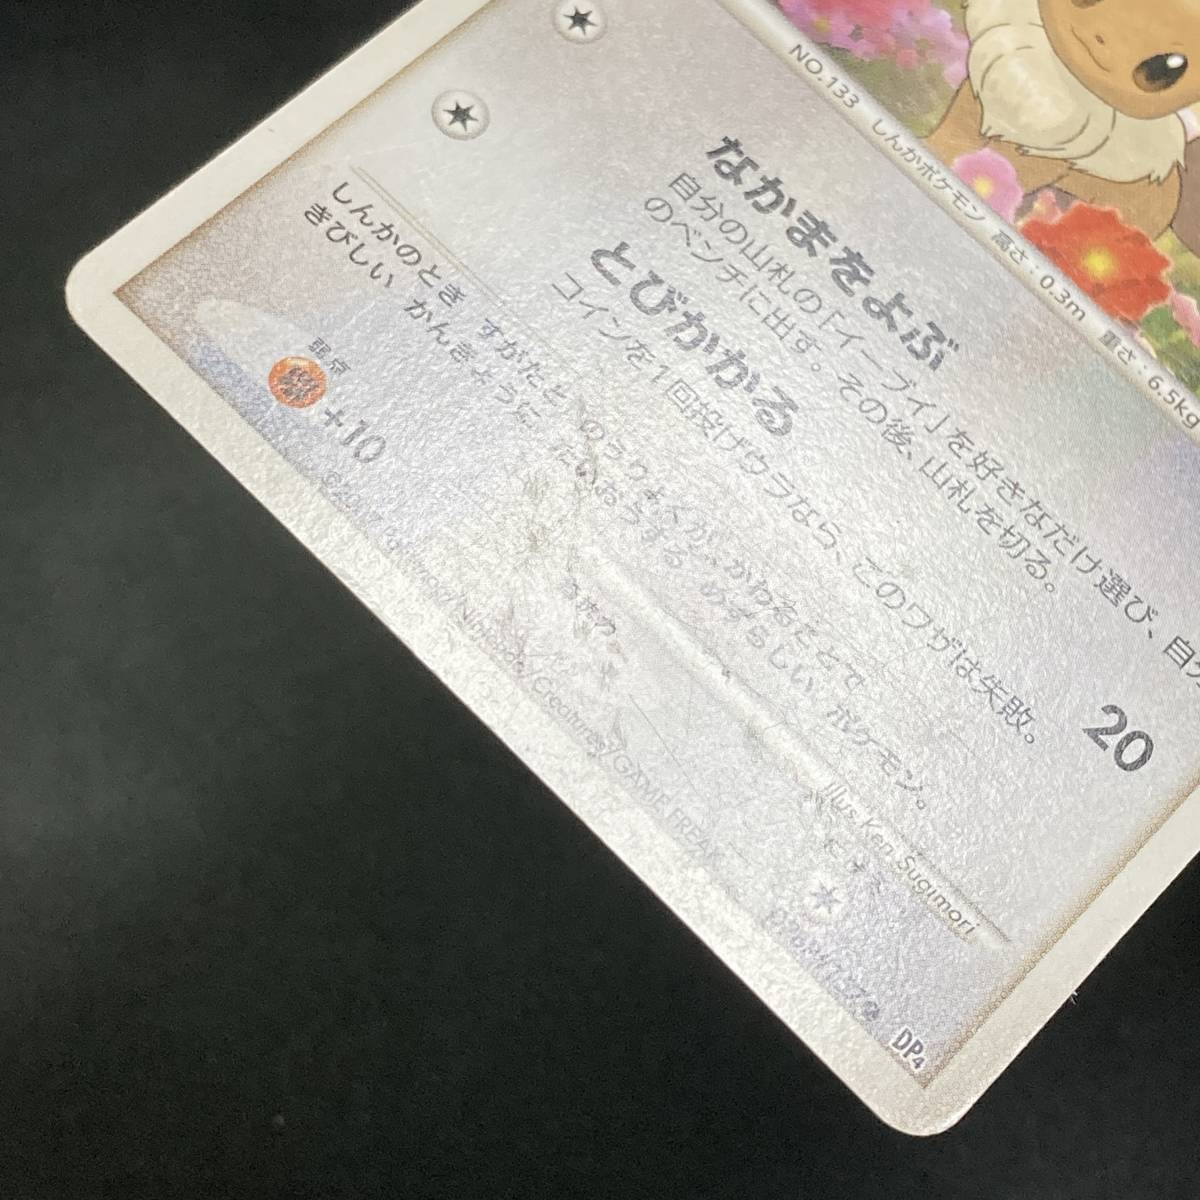 NO.133 しんかポケモン 高さ：0.3m 重さ：6.5kg
なかまをよぶ
自分の山札の「イーブイ」を好きなだけ選び、自分
のベンチに出す。その後、山札を切る。
とびかかる 20
コインを1回投げウラなら、このワザは失敗。
しんかのとき すがたと のうりょくが かわることで
きびしい かんきょうに たいおうする めずらしい ポケモン。
弱点
+10
Illus. Ken Sugimori
Pokémon/Nintendo/Creatures/GAME FREAK
DP4